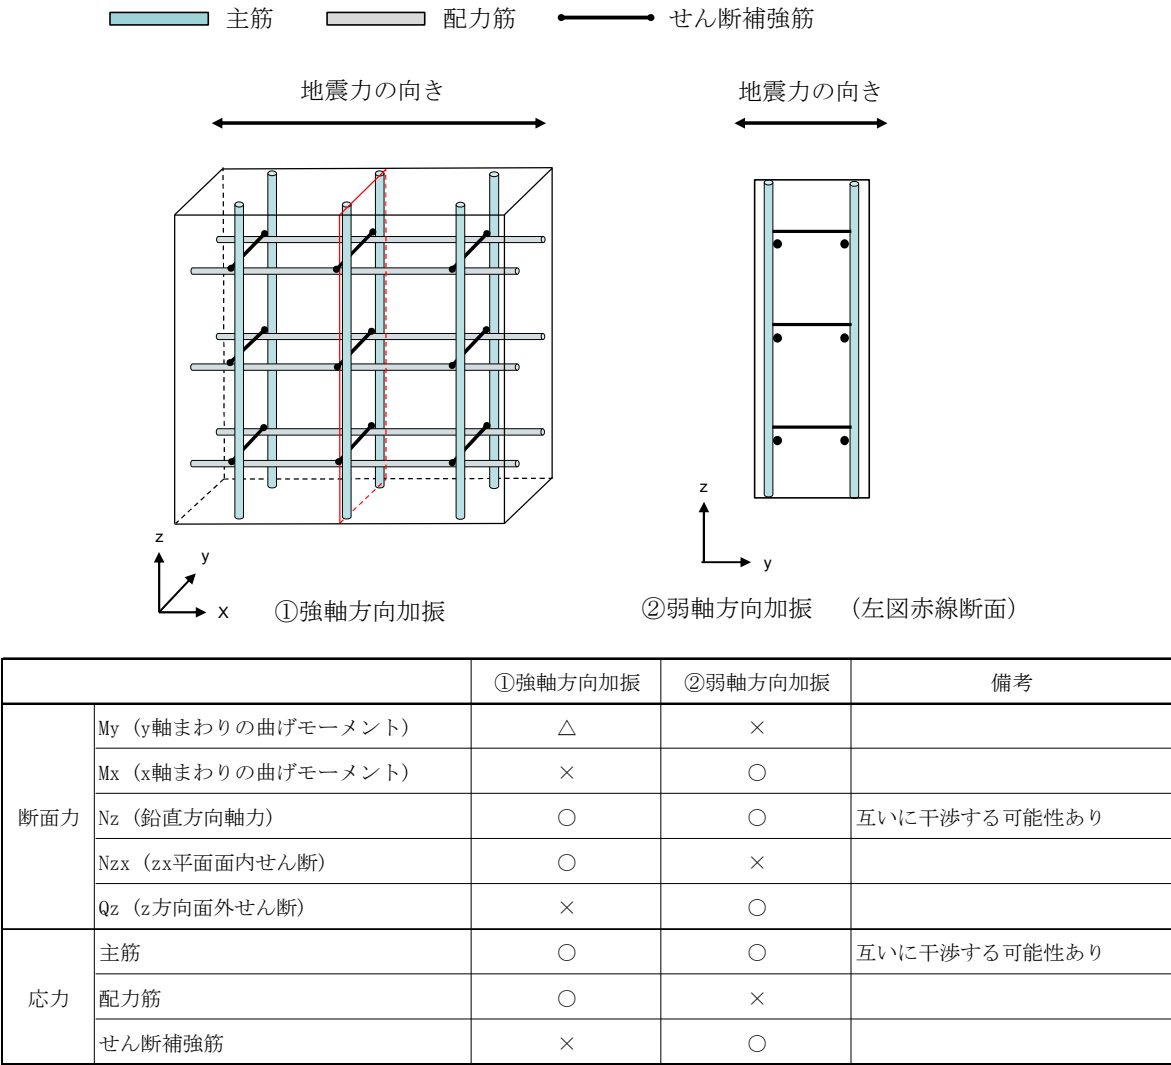 主筋 配力筋 せん断補強筋
地震力の向き 地震力の向き
z
y
x
①強軸方向加振
z
y
②弱軸方向加振 (左図赤線断面)
①強軸方向加振 ②弱軸方向加振 備考
断面力
My (y軸まわりの曲げモーメント) △ ×
Mx (x軸まわりの曲げモーメント) × ○
Nz (鉛直方向軸力) ○ ○ 互いに干渉する可能性あり
Nzx (zx平面面内せん断) ○ ×
Qz (z方向面外せん断) × ○
応力
主筋 ○ ○ 互いに干渉する可能性あり
配力筋 ○ ×
せん断補強筋 × ○